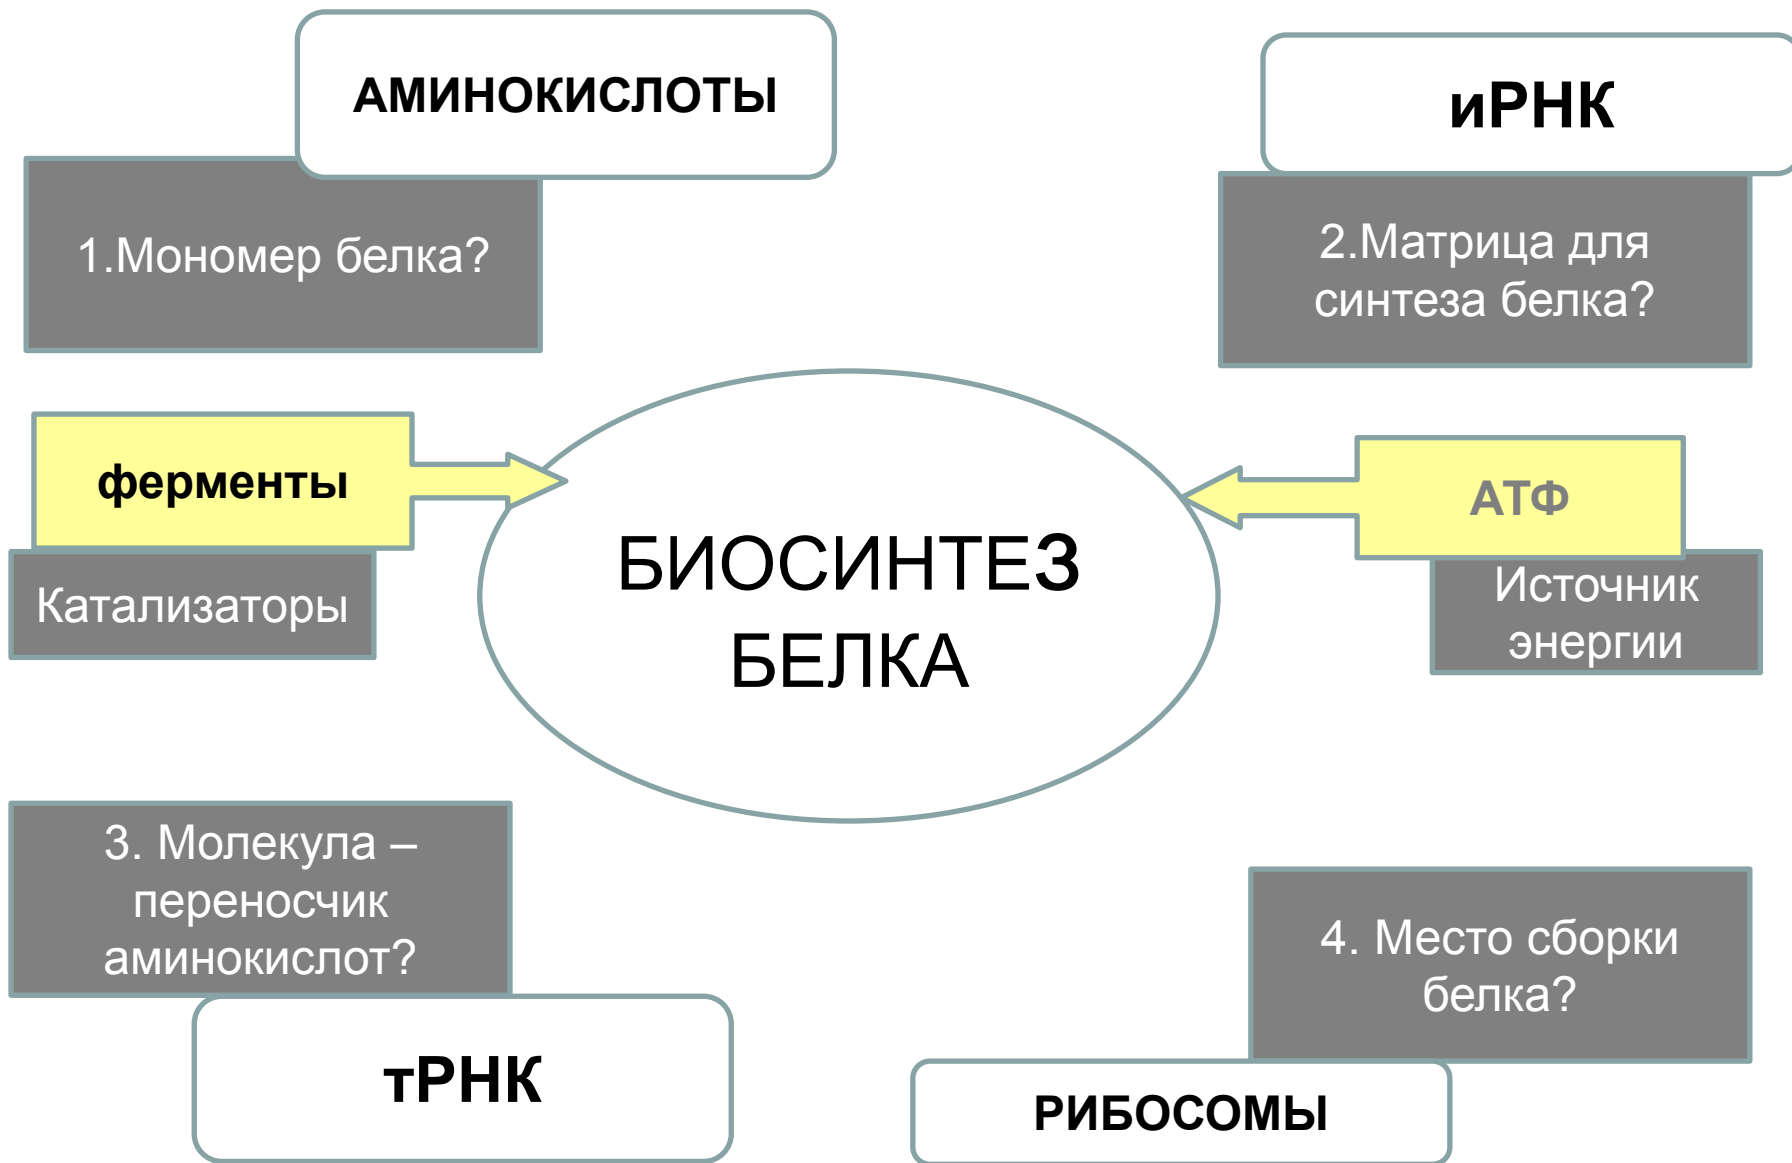 АМИНОКИСЛОТЫ
иРНК
1.Мономер белка?
2.Матрица для
синтеза белка?
ферменты
АТФ
Катализаторы
Источник
энергии
БИОСИНТЕЗ
БЕЛКА
3. Молекула –
переносчик
аминокислот?
4. Место сборки
белка?
тРНК
РИБОСОМЫ